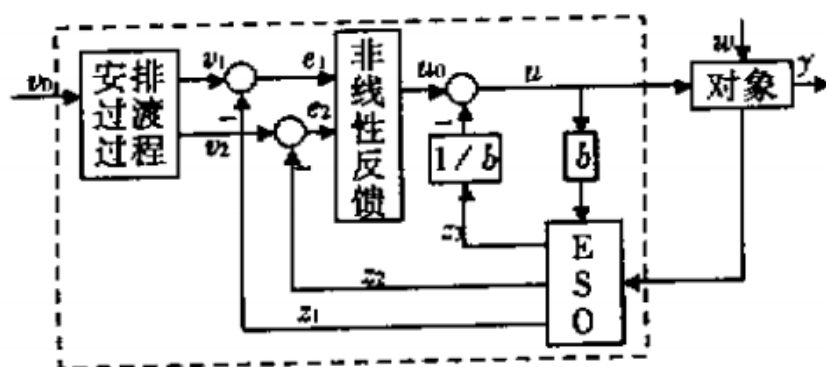 v₀
安排
过渡
过程
v₁
v₂
e₁
e₂
非
线
性
反
馈
u₀
u
1/b
b
w
对象
y
E
S
O
z₃
z₂
z₁